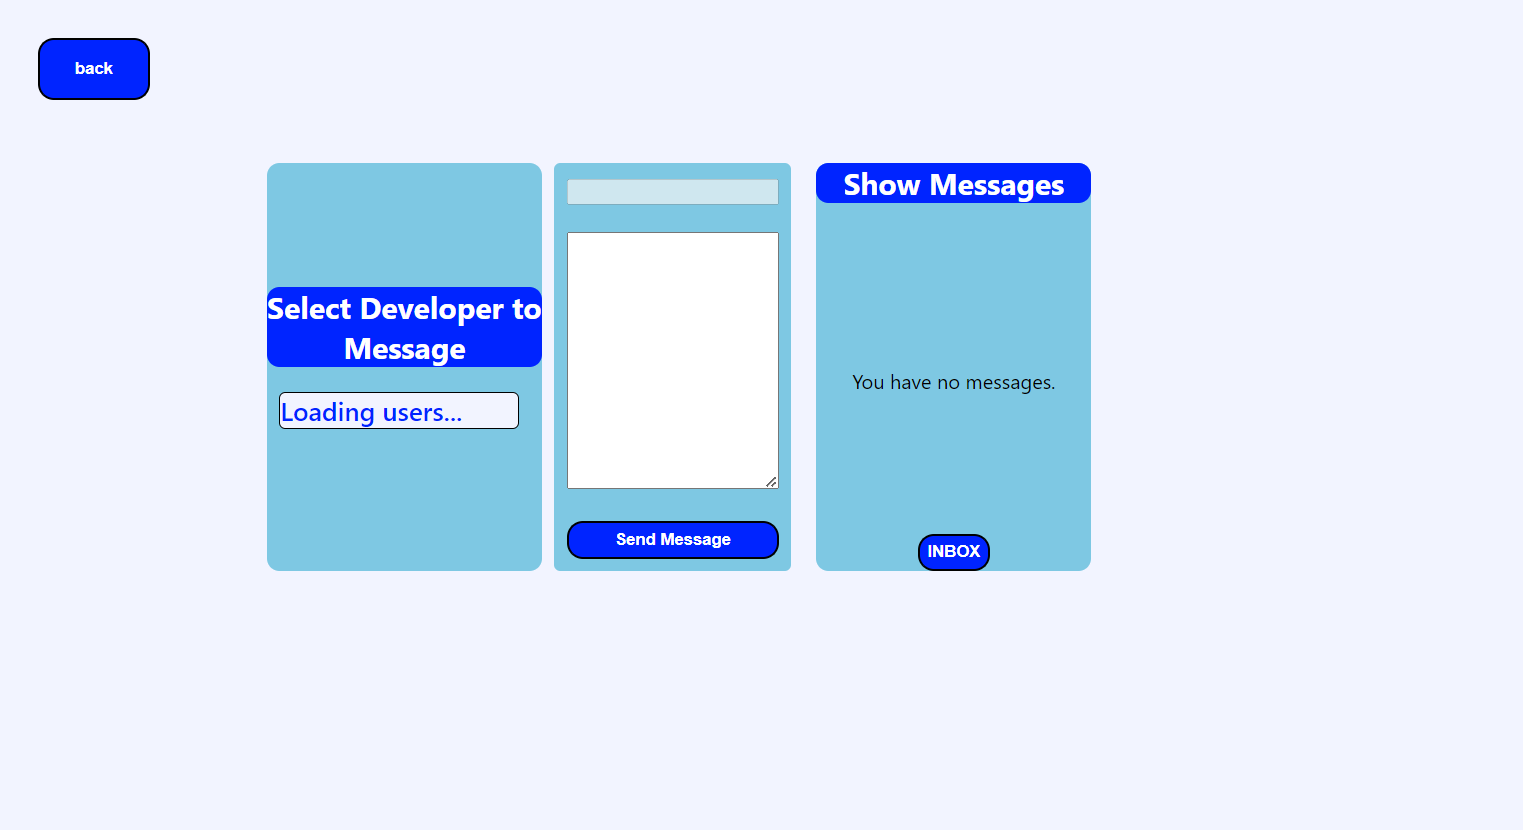 back
Select Developer to
Message
Loading users...
Send Message
Show Messages
You have no messages.
INBOX